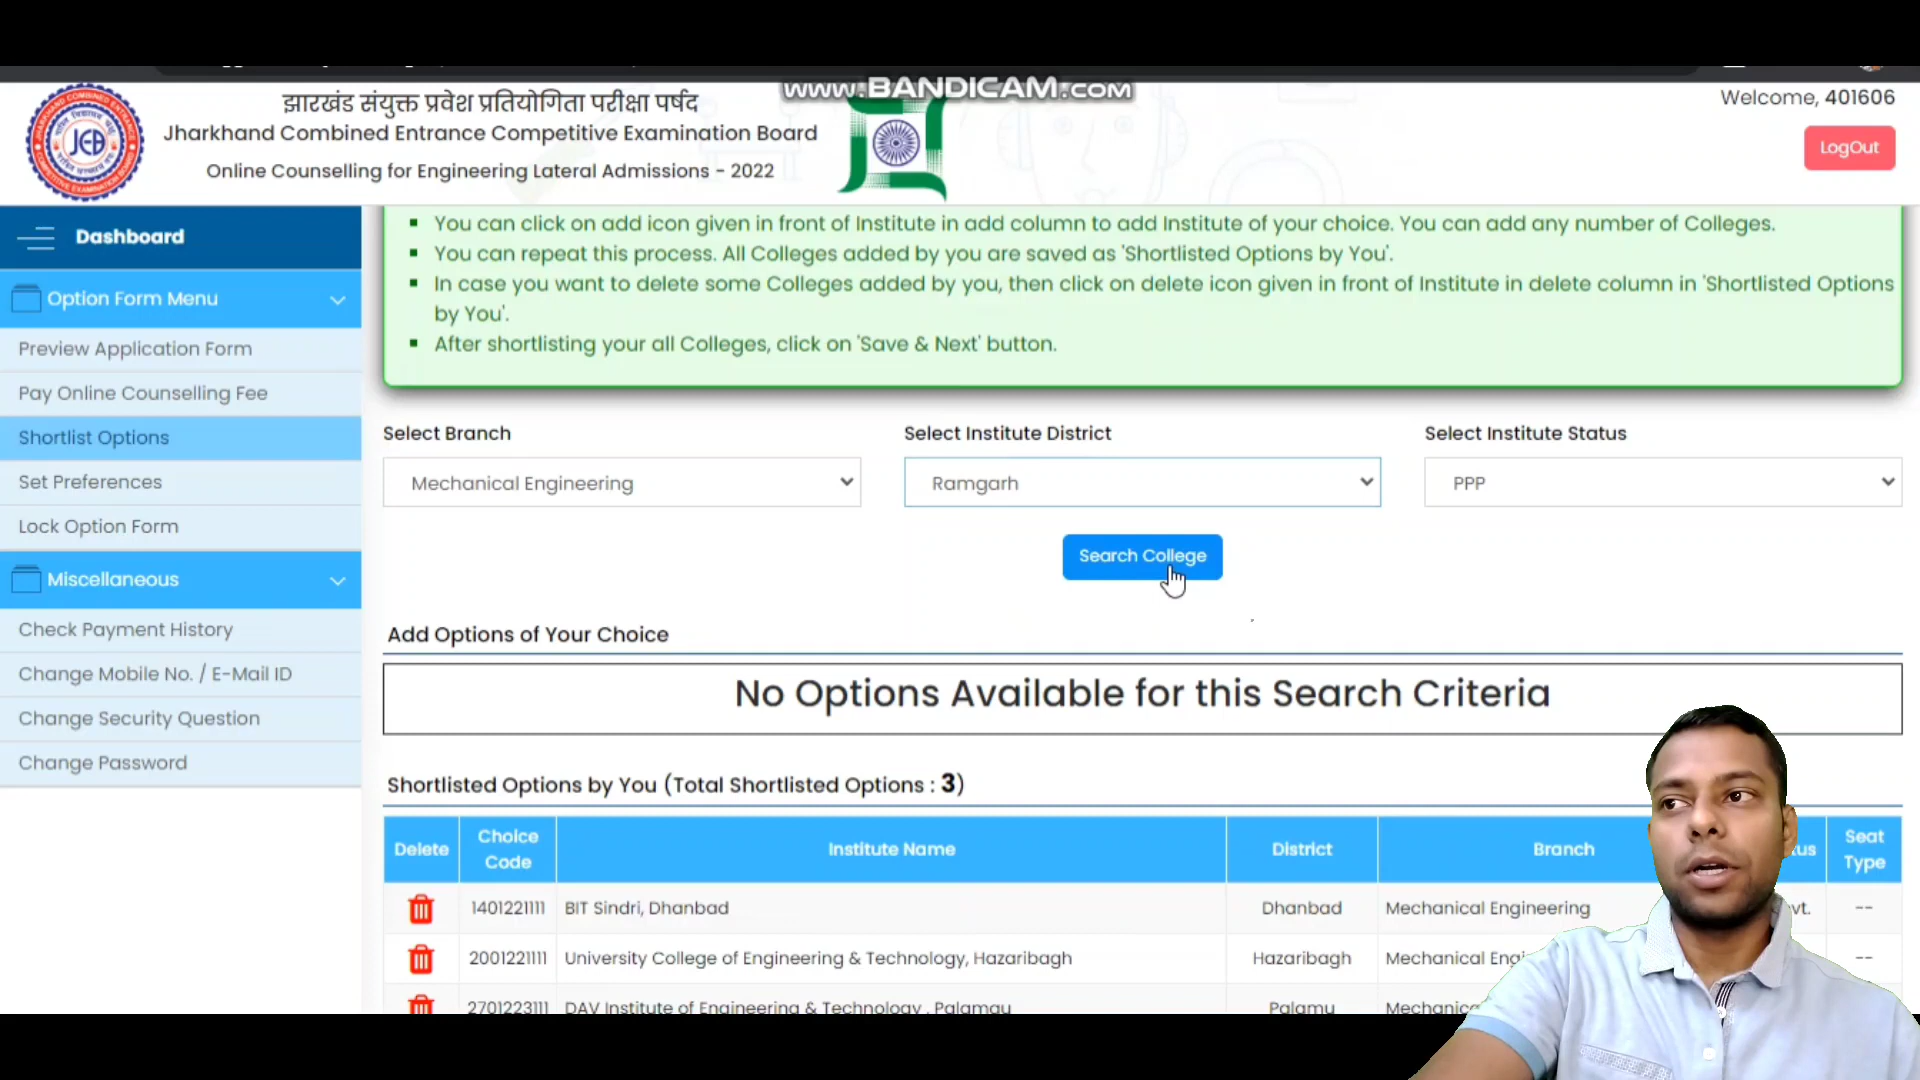 www.BANDICAM.com
झारखंड संयुक्त प्रवेश प्रतियोगिता परीक्षा पर्षद
Jharkhand Combined Entrance Competitive Examination Board
Online Counselling for Engineering Lateral Admissions - 2022
JCEB
Welcome, 401606
LogOut
Dashboard
Option Form Menu
Preview Application Form
Pay Online Counselling Fee
Shortlist Options
Set Preferences
Lock Option Form
Miscellaneous
Check Payment History
Change Mobile No. / E-Mail ID
Change Security Question
Change Password
You can click on add icon given in front of Institute in add column to add Institute of your choice. You can add any number of Colleges.
You can repeat this process. All Colleges added by you are saved as 'Shortlisted Options by You'.
In case you want to delete some Colleges added by you, then click on delete icon given in front of Institute in delete column in 'Shortlisted Options
by You'.
After shortlisting your all Colleges, click on 'Save & Next' button.
Select Branch Select Institute District Select Institute Status
Mechanical Engineering Ramgarh PPP
Search College
Add Options of Your Choice
No Options Available for this Search Criteria
Shortlisted Options by You (Total Shortlisted Options : 3)
Delete Choice Code Institute Name District Branch Seat Type
1401221111 BIT Sindri, Dhanbad Dhanbad Mechanical Engineering --
2001221111 University College of Engineering & Technology, Hazaribagh Hazaribagh Mechanical --
2701223111 DAV Institute of Engineering & Technology , Palamau Palamu